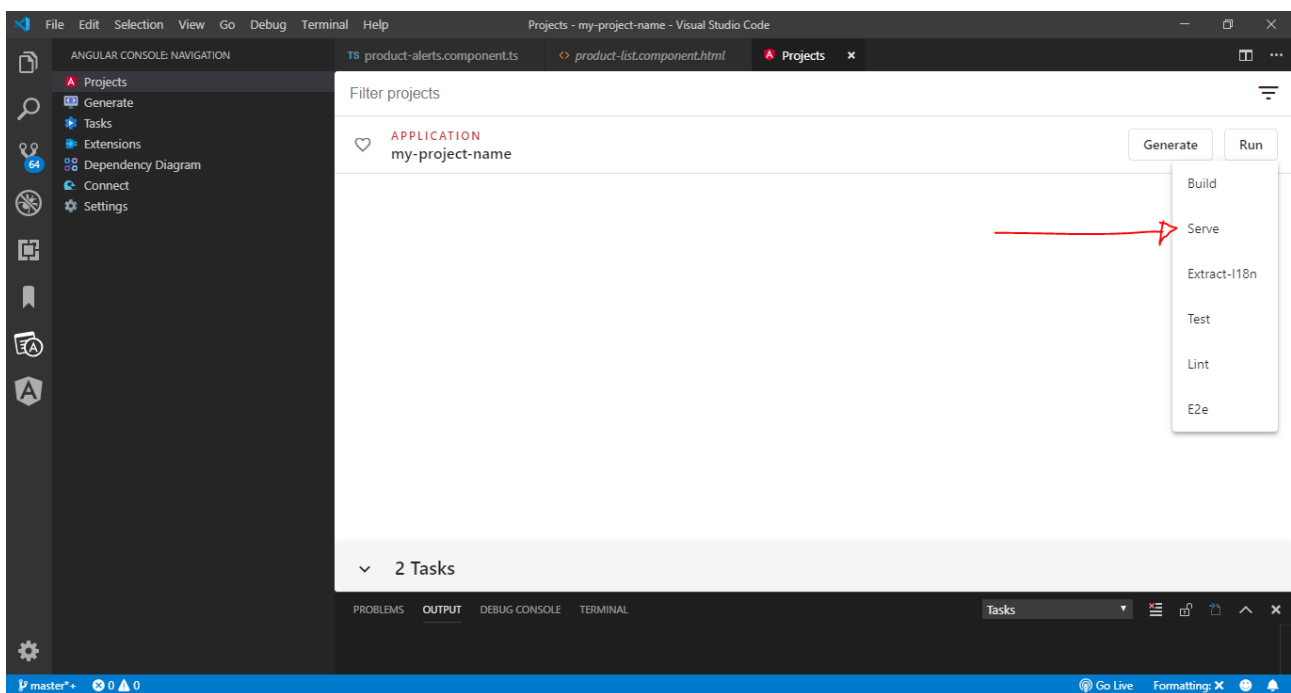 File Edit Selection View Go Debug Terminal Help Projects - my-project-name - Visual Studio Code
ANGULAR CONSOLE: NAVIGATION
TS product-alerts.component.ts <> product-list.component.html Projects
Projects
Generate
Tasks
Extensions
64
Dependency Diagram
Connect
Settings
Filter projects
APPLICATION
my-project-name
Generate Run
Build
Serve
Extract-I18n
Test
Lint
E2e
2 Tasks
PROBLEMS OUTPUT DEBUG CONSOLE TERMINAL Tasks
master*+ 0 0 Go Live Formatting: X